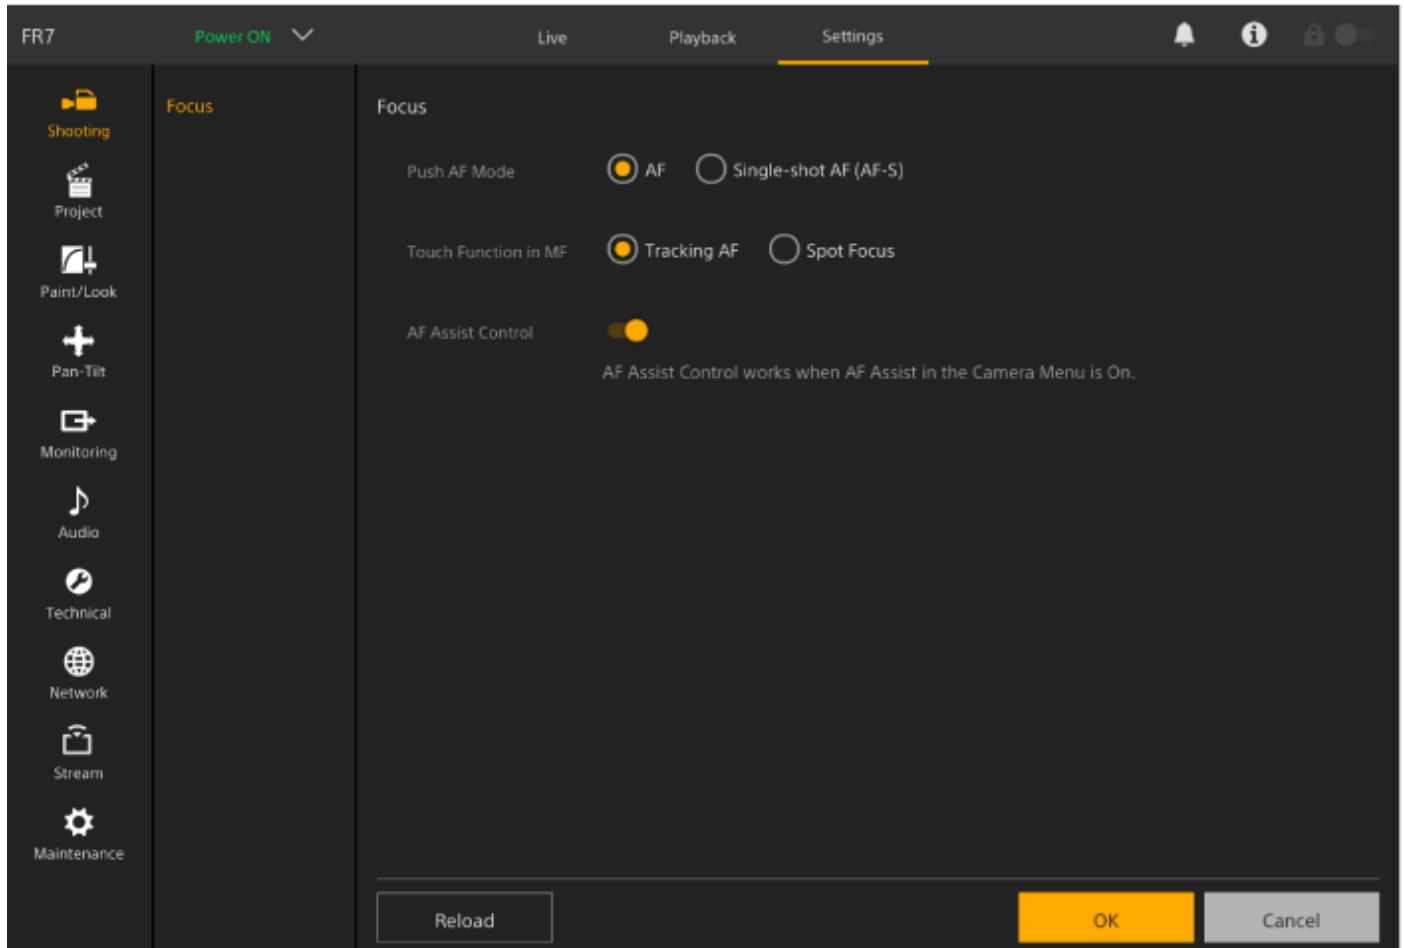 FR7
Power ON
Live
Playback
Settings
Shooting
Project
Paint/Look
Pan-Tilt
Monitoring
Audio
Technical
Network
Stream
Maintenance
Focus
Focus
Push AF Mode
AF
Single-shot AF (AF-S)
Touch Function in MF
Tracking AF
Spot Focus
AF Assist Control
AF Assist Control works when AF Assist in the Camera Menu is On.
Reload
OK
Cancel